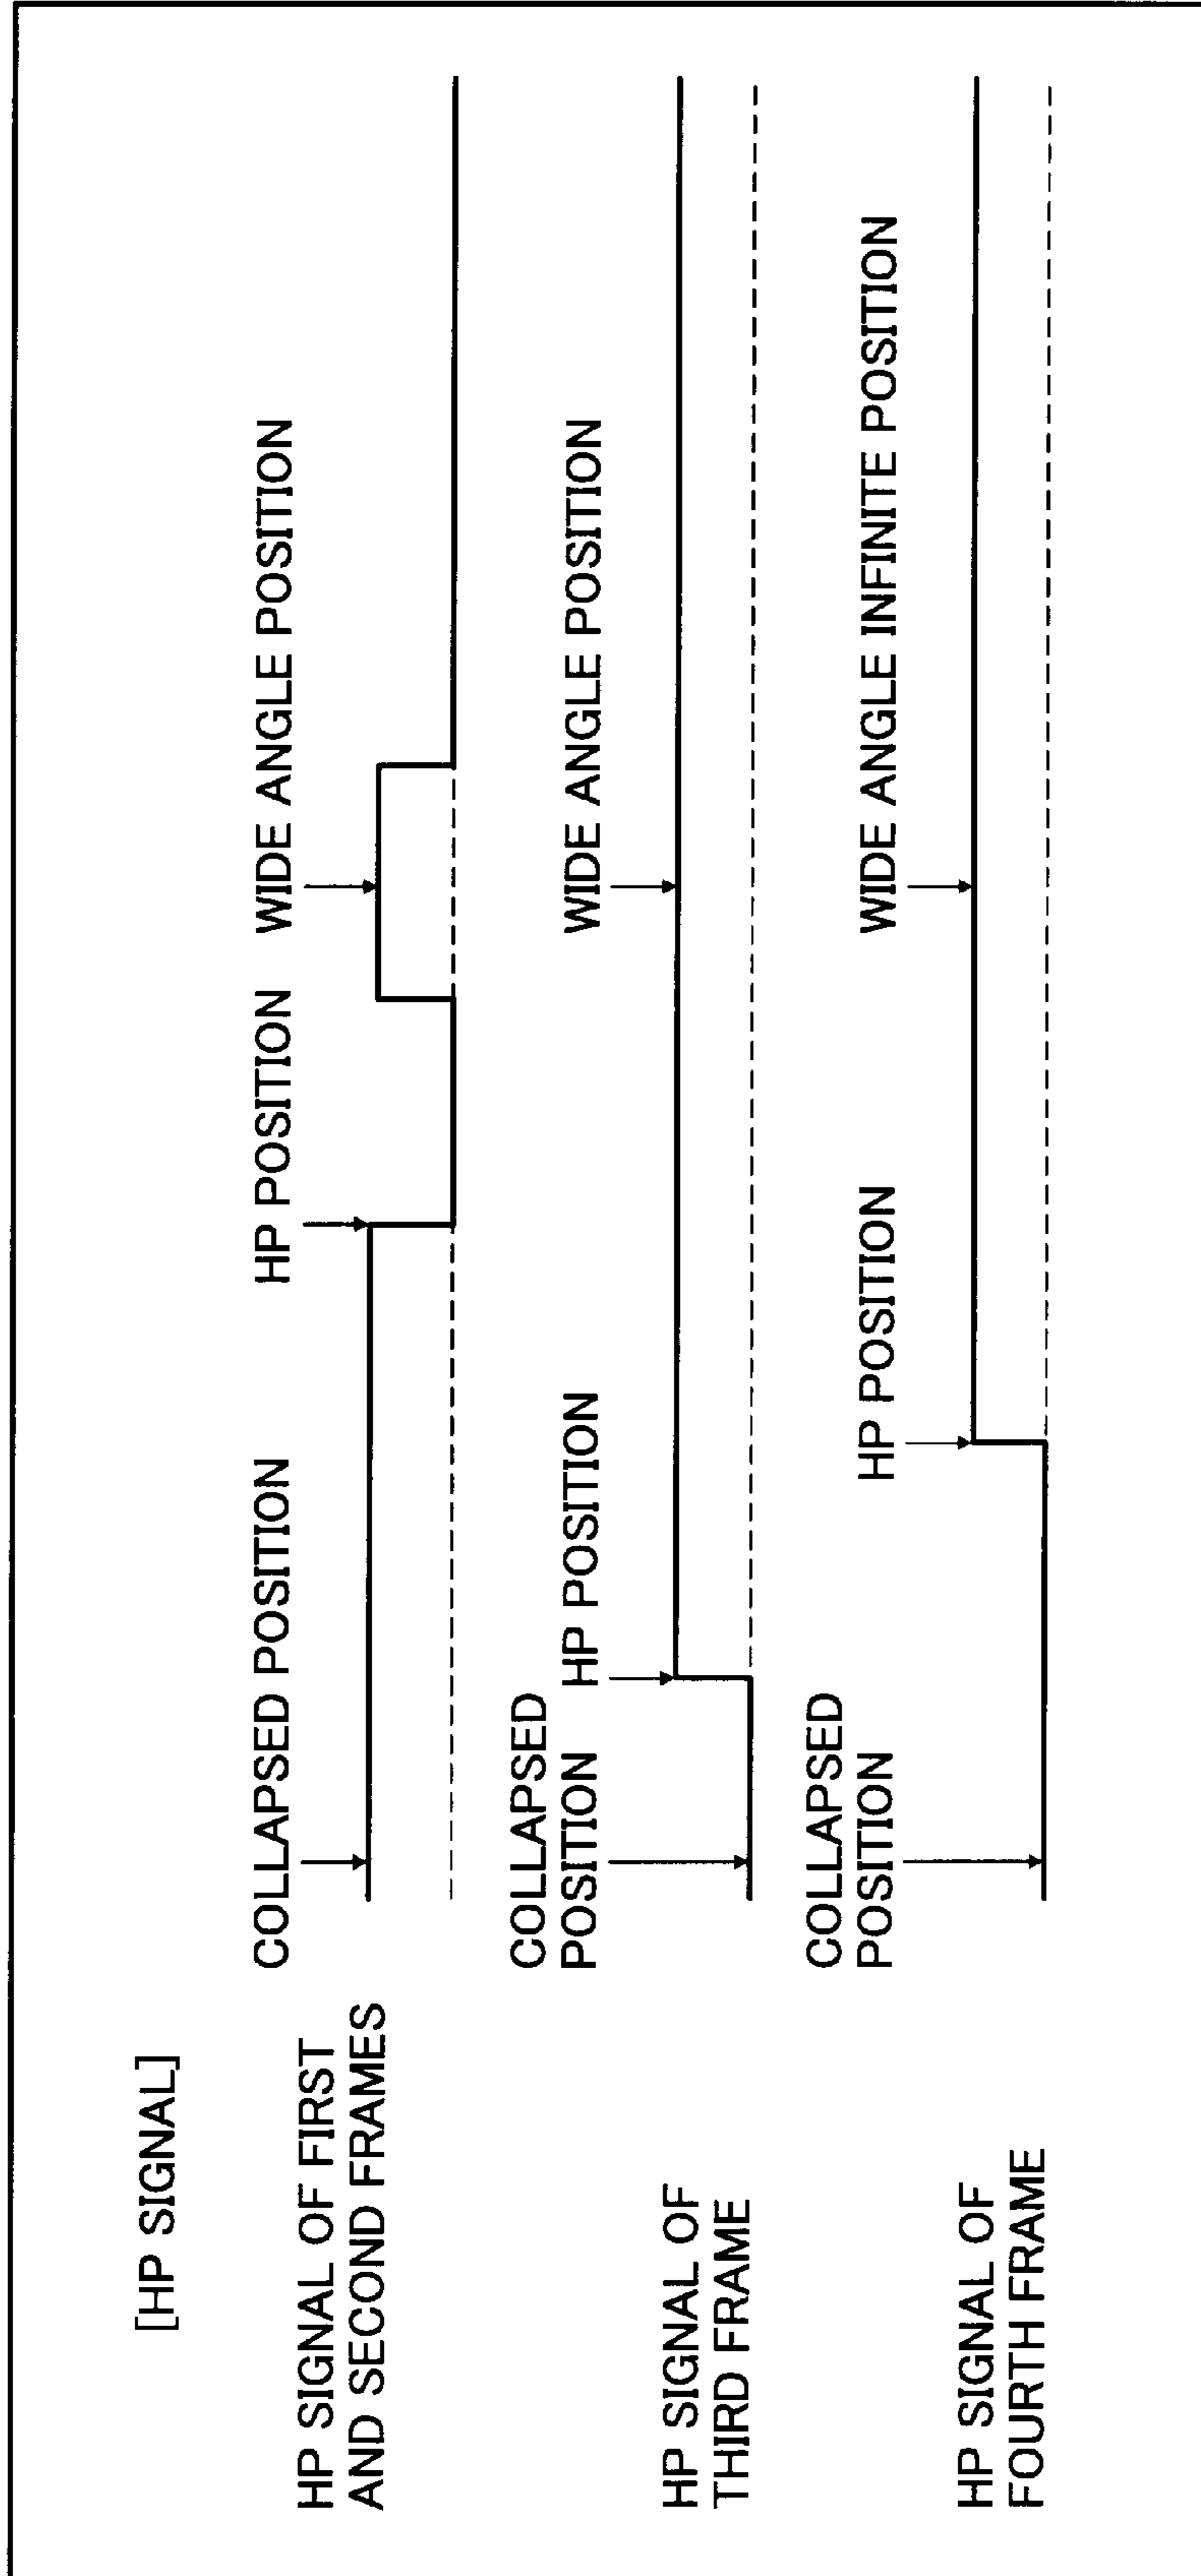 [HP SIGNAL]
HP SIGNAL OF FIRST
AND SECOND FRAMES
COLLAPSED POSITION
HP POSITION
WIDE ANGLE POSITION
HP SIGNAL OF
THIRD FRAME
COLLAPSED
POSITION
HP POSITION
WIDE ANGLE POSITION
HP SIGNAL OF
FOURTH FRAME
COLLAPSED
POSITION
HP POSITION
WIDE ANGLE INFINITE POSITION